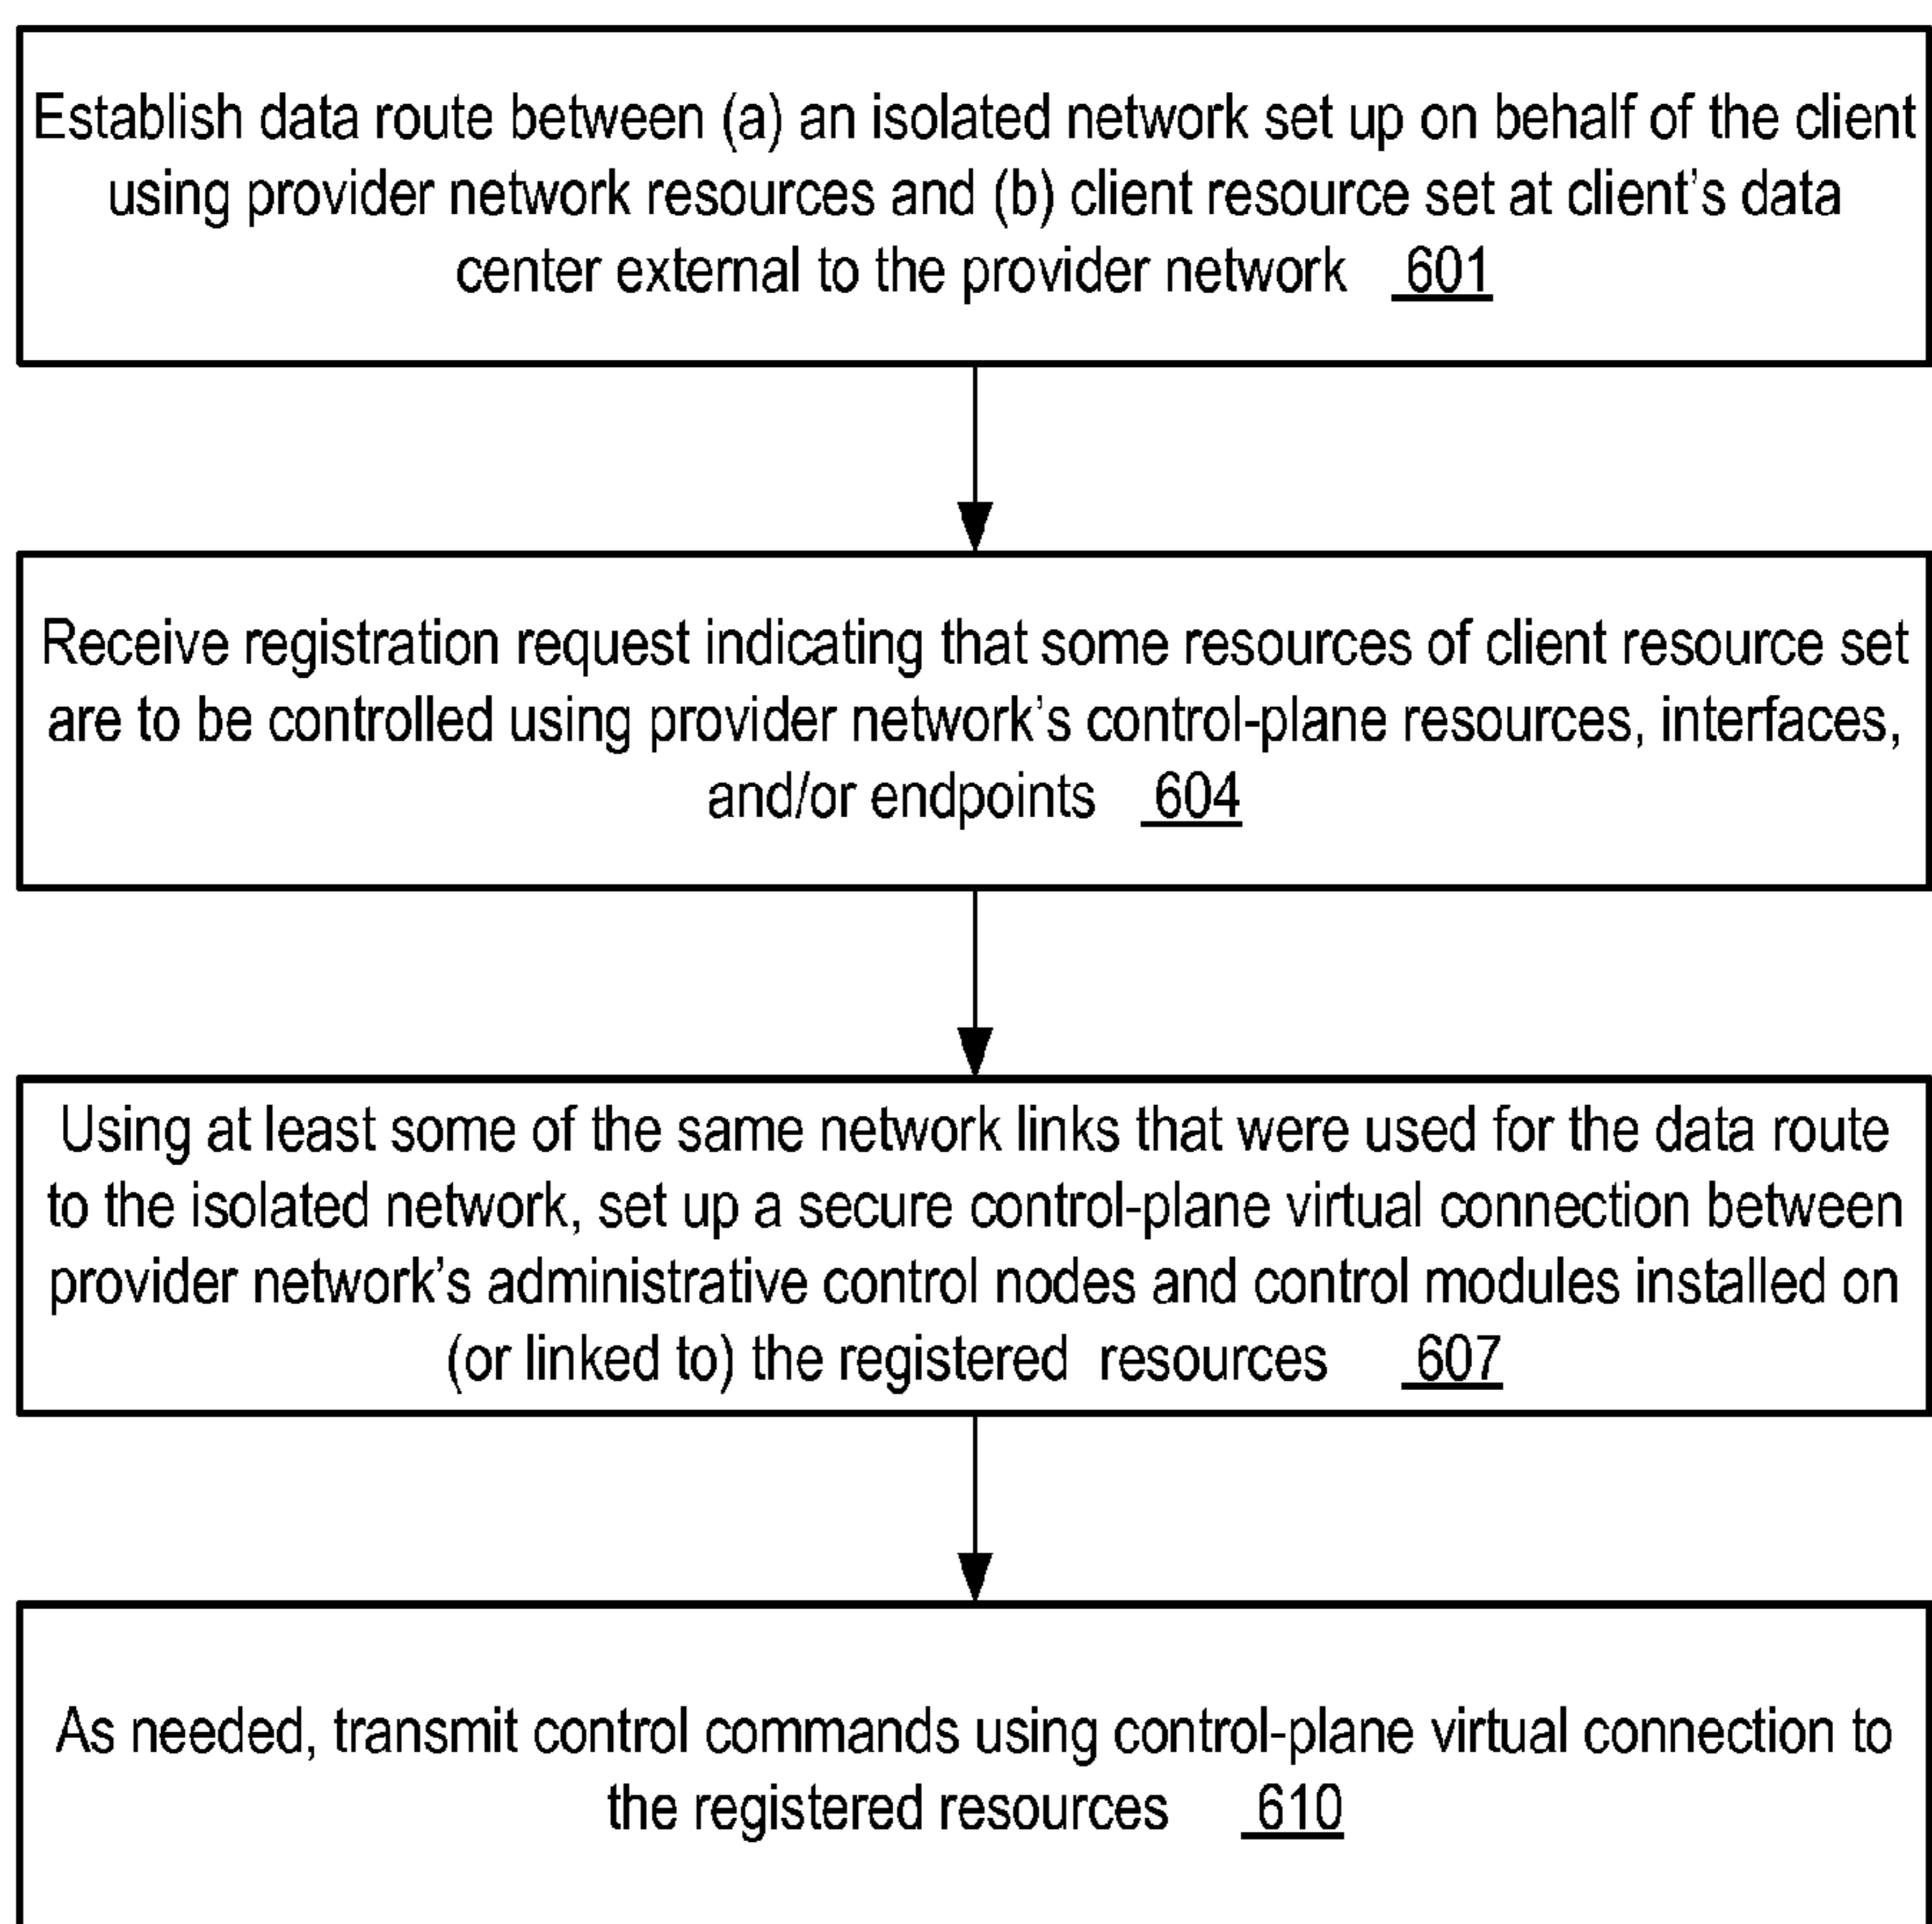 Establish data route between (a) an isolated network set up on behalf of the client
using provider network resources and (b) client resource set at client’s data
center external to the provider network 601
Receive registration request indicating that some resources of client resource set
are to be controlled using provider network’s control-plane resources, interfaces,
and/or endpoints 604
Using at least some of the same network links that were used for the data route
to the isolated network, set up a secure control-plane virtual connection between
provider network’s administrative control nodes and control modules installed on
(or linked to) the registered resources 607
As needed, transmit control commands using control-plane virtual connection to
the registered resources 610